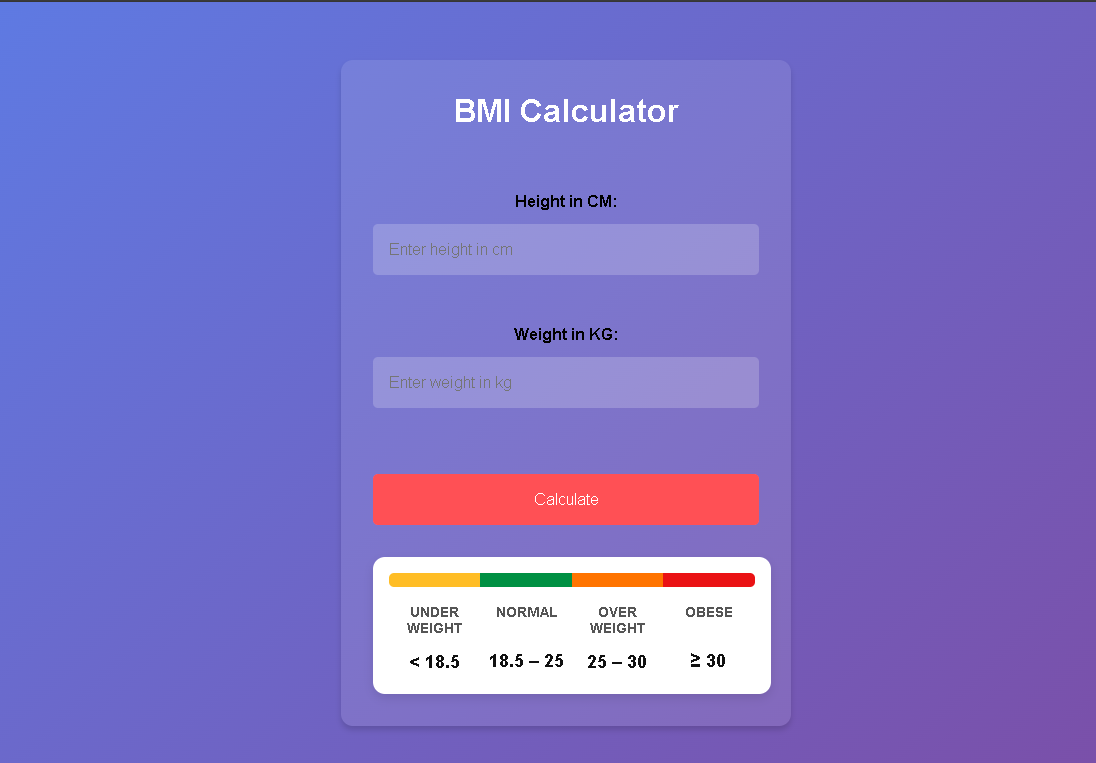 BMI Calculator
Height in CM:
Enter height in cm
Weight in KG:
Enter weight in kg
Calculate
UNDER WEIGHT
NORMAL
OVER WEIGHT
OBESE
< 18.5
18.5 – 25
25 – 30
≥ 30